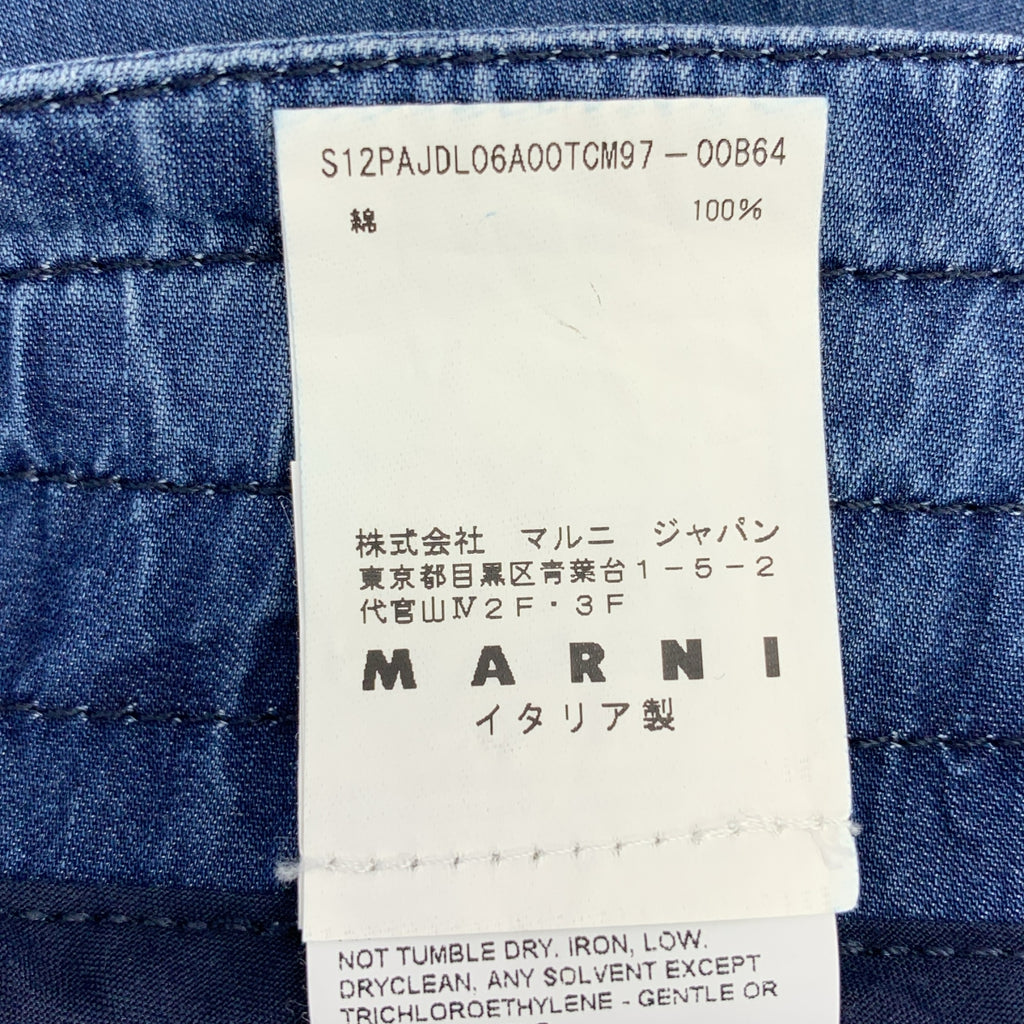 S12PAJDL06A00TCM97-00B64
綿 100%
株式会社 マルニ ジャパン
東京都目黒区青葉台1-5-2
代官山Ⅳ2F・3F
MARNI
イタリア製
NOT TUMBLE DRY. IRON, LOW.
DRYCLEAN, ANY SOLVENT EXCEPT
TRICHLOROETHYLENE - GENTLE OR